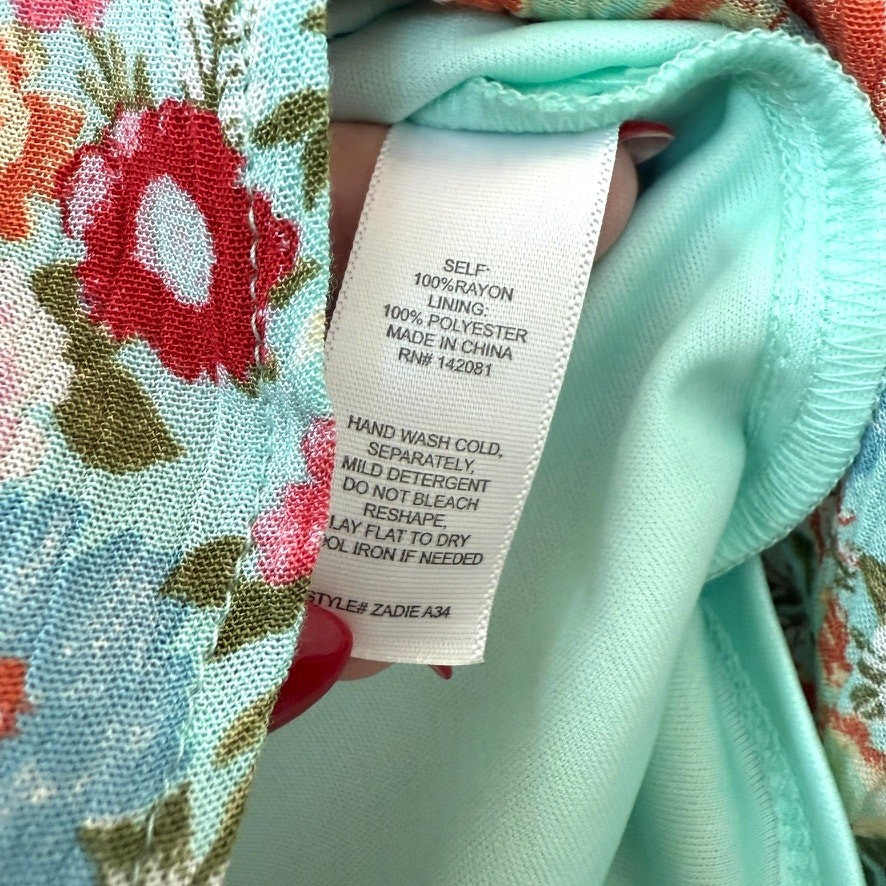 SELF:
100%RAYON
LINING:
100% POLYESTER
MADE IN CHINA
RN# 142081
HAND WASH COLD,
SEPARATELY,
MILD DETERGENT
DO NOT BLEACH
RESHAPE,
LAY FLAT TO DRY
OOL IRON IF NEEDED
STYLE# ZADIE A34